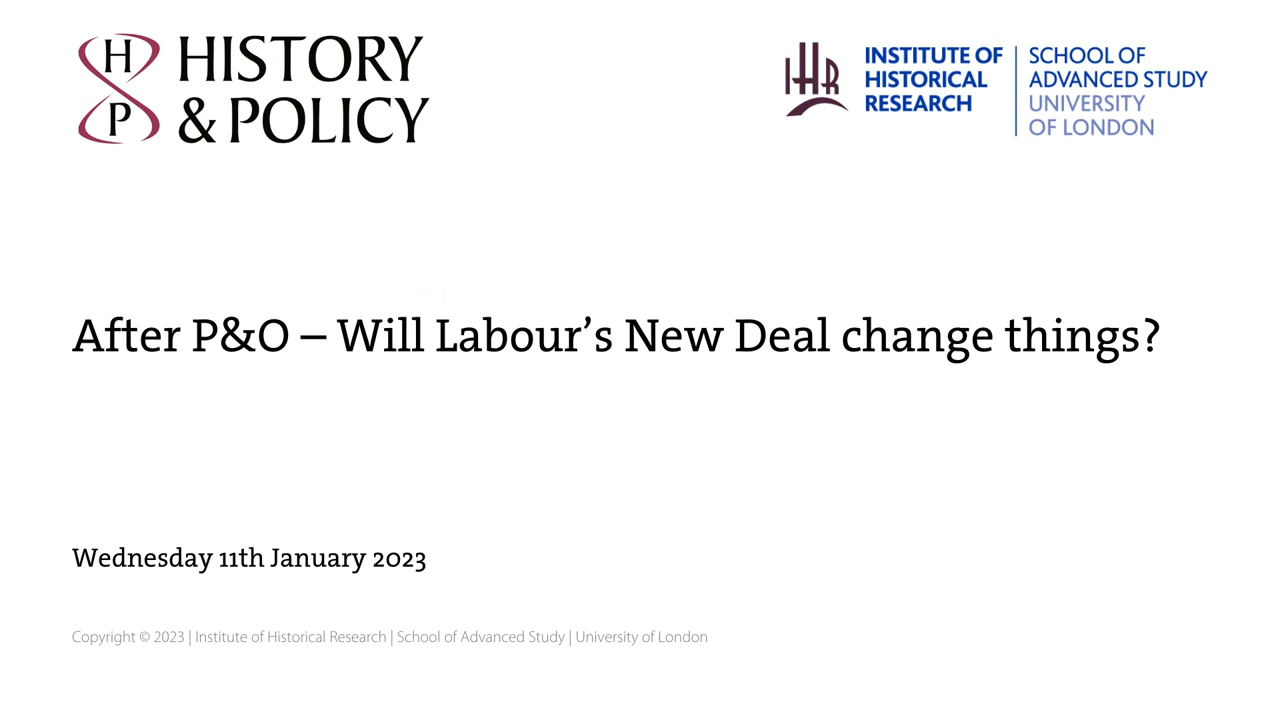 H
P
HISTORY
& POLICY
IHR
INSTITUTE OF
HISTORICAL
RESEARCH
SCHOOL OF
ADVANCED STUDY
UNIVERSITY
OF LONDON
After P&O – Will Labour’s New Deal change things?
Wednesday 11th January 2023
Copyright © 2023 | Institute of Historical Research | School of Advanced Study | University of London